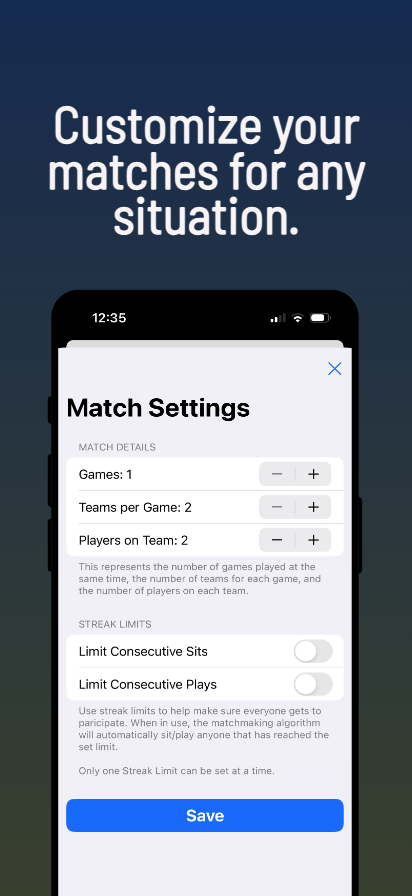 Customize your
matches for any
situation.
12:35
Match Settings
MATCH DETAILS
Games: 1
Teams per Game: 2
Players on Team: 2
This represents the number of games played at the
same time, the number of teams for each game, and
the number of players on each team.
STREAK LIMITS
Limit Consecutive Sits
Limit Consecutive Plays
Use streak limits to help make sure everyone gets to
paricipate. When in use, the matchmaking algorithm
will automatically sit/play anyone that has reached the
set limit.
Only one Streak Limit can be set at a time.
Save